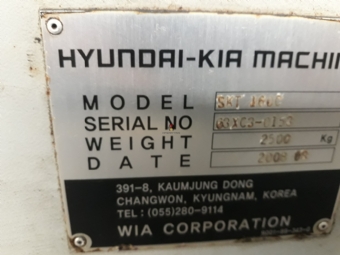 HYUNDAI-KIA MACHIN
MODEL
SERIAL NO
WEIGHT 2500 Kg
DATE 2008
391-8, KAUMJUNG DONG
CHANGWON, KYUNGNAM, KOREA
TEL : (055)280-9114
WIA CORPORATION